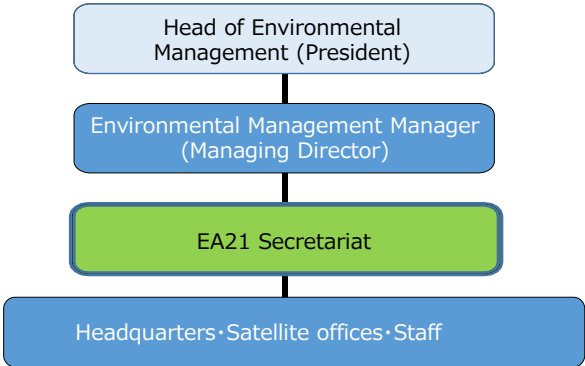 Head of Environmental
Management (President)
Environmental Management Manager
(Managing Director)
EA21 Secretariat
Headquarters・Satellite offices・Staff